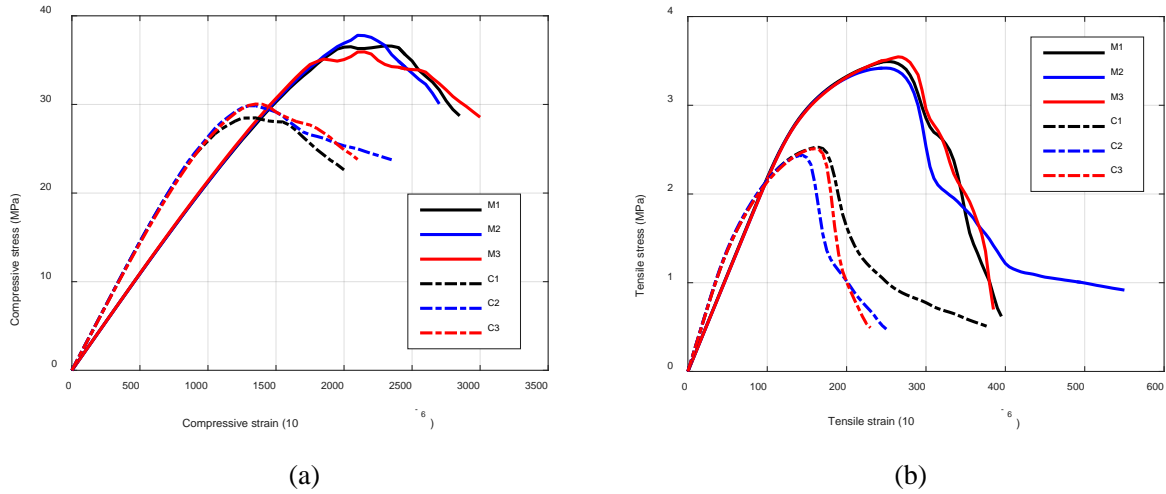 40
30
20
10
0
Compressive stress (MPa)
M1
M2
M3
C1
C2
C3
0 500 1000 1500 2000 2500 3000 3500
Compressive strain (10 -6 )
(a)
4
3
2
1
0
Tensile stress (MPa)
M1
M2
M3
C1
C2
C3
0 100 200 300 400 500 600
Tensile strain (10 -6 )
(b)